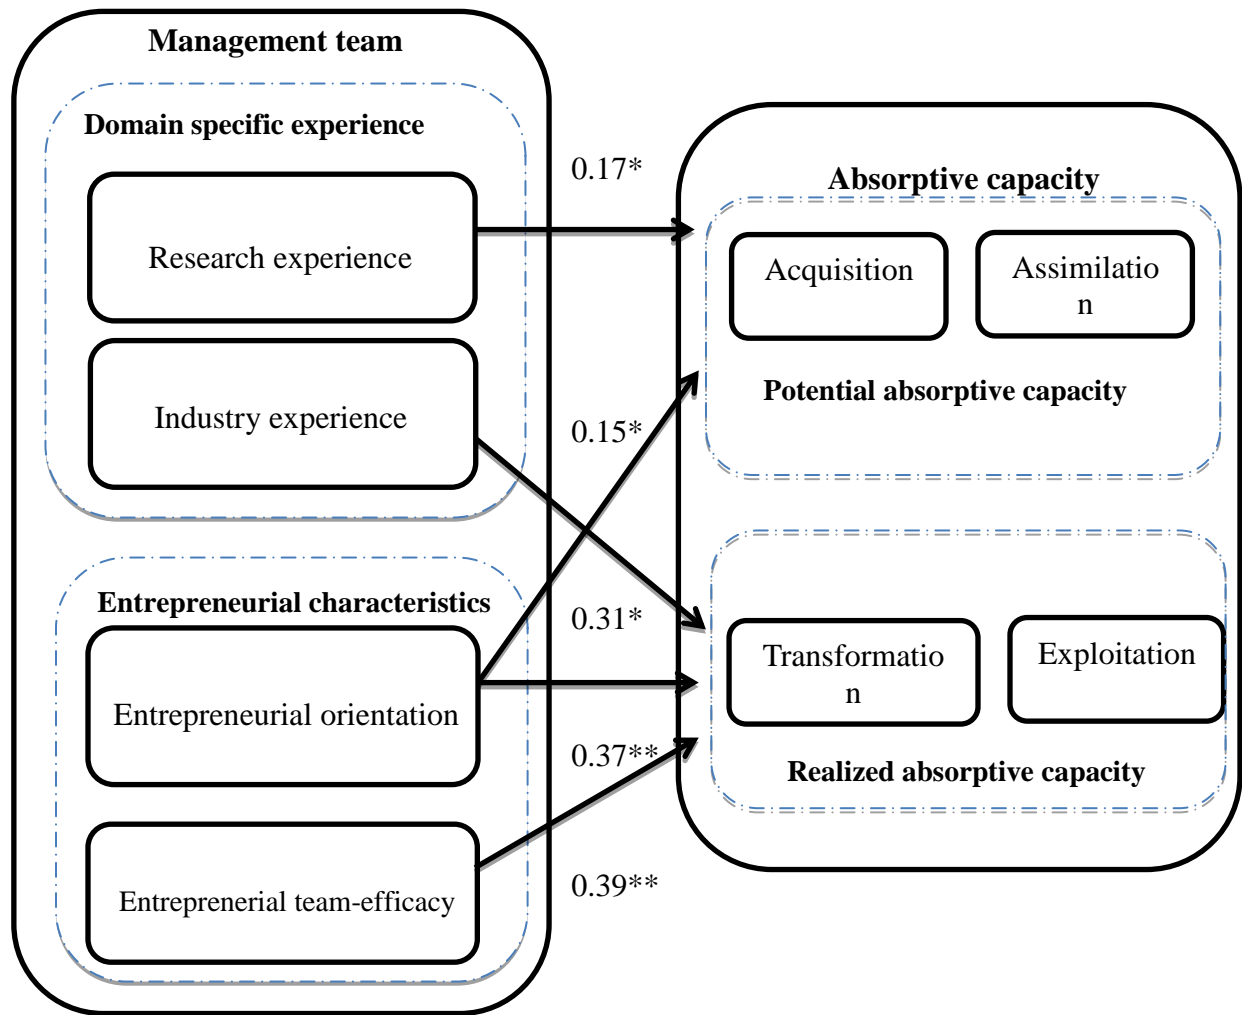 Management team
Domain specific experience
Research experience
Industry experience
Entrepreneurial characteristics
Entrepreneurial orientation
Entreprenerial team-efficacy
0.17*
0.15*
0.31*
0.37**
0.39**
Absorptive capacity
Acquisition
Assimilatio
n
Potential absorptive capacity
Transformatio
n
Exploitation
Realized absorptive capacity